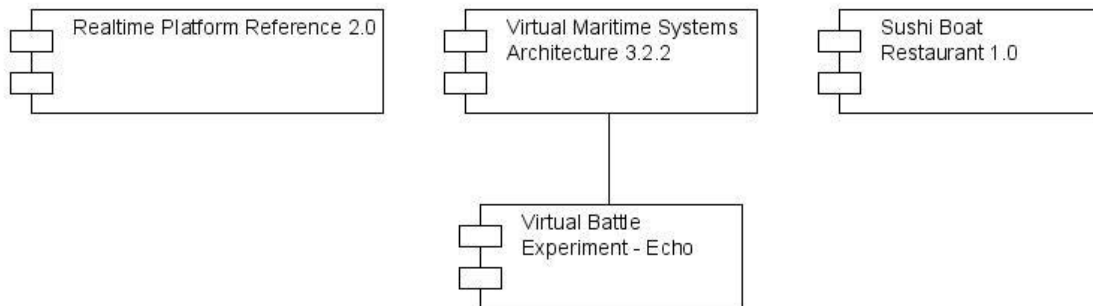 Realtime Platform Reference 2.0
Virtual Maritime Systems
Architecture 3.2.2
Sushi Boat
Restaurant 1.0
Virtual Battle
Experiment - Echo